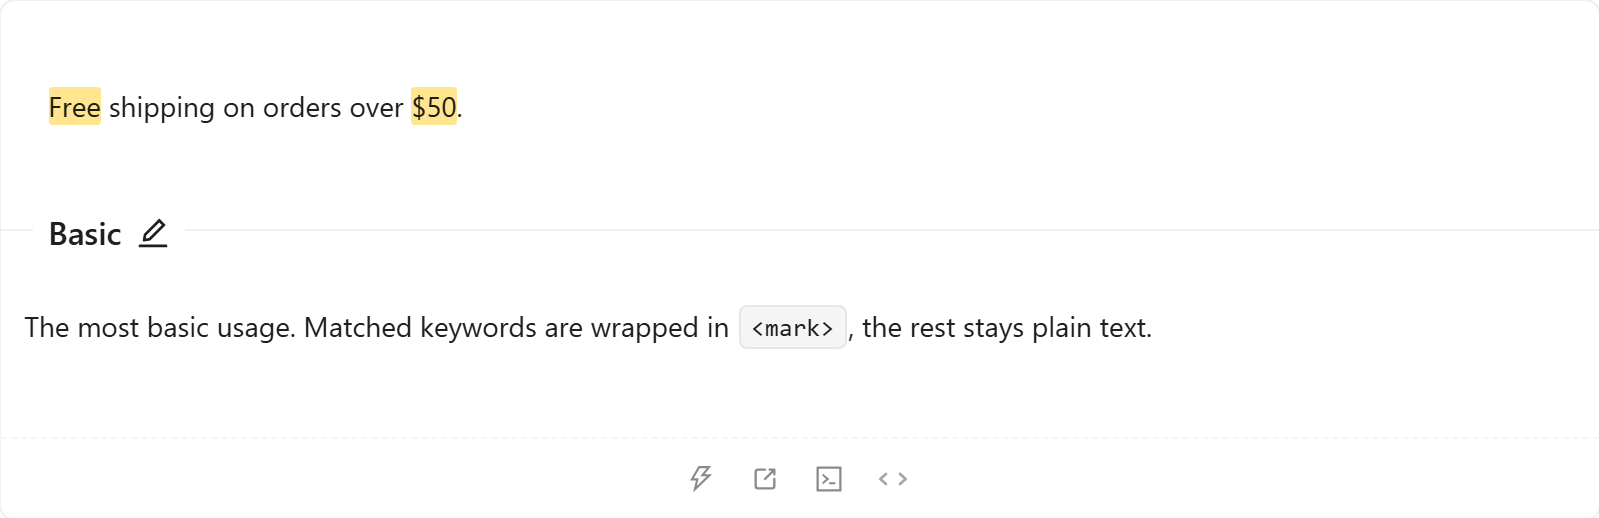 Free shipping on orders over $50.
Basic
The most basic usage. Matched keywords are wrapped in <mark>, the rest stays plain text.